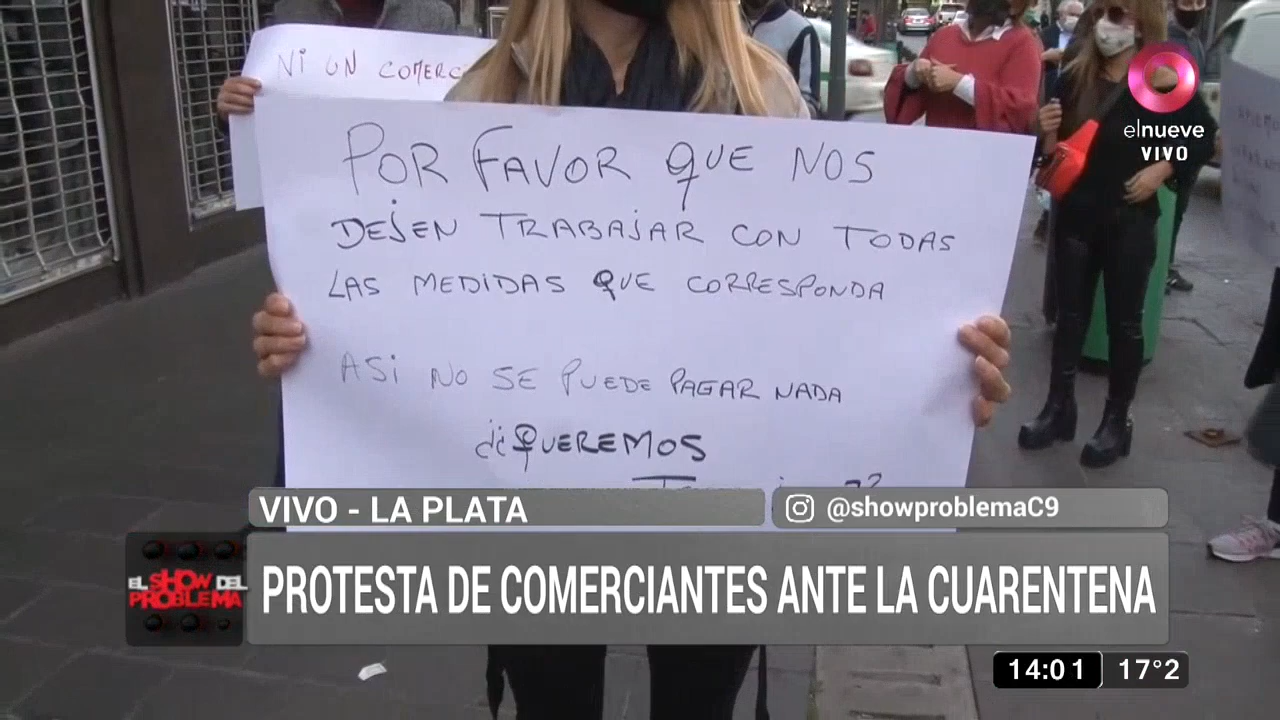 Ni UN COMERC
POR FAVOR QUE NOS
DEJEN TRABAJAR CON TODAS
LAS MEDIDAS QUE CORRESPONDA
ASI NO SE PUEDE PAGAR NADA
¡¡¡QUEREMOS
elnueve
VIVO
VIVO - LA PLATA
@showproblemaC9
EL SHOW DEL
PROBLEMA
PROTESTA DE COMERCIANTES ANTE LA CUARENTENA
14:01 17°2